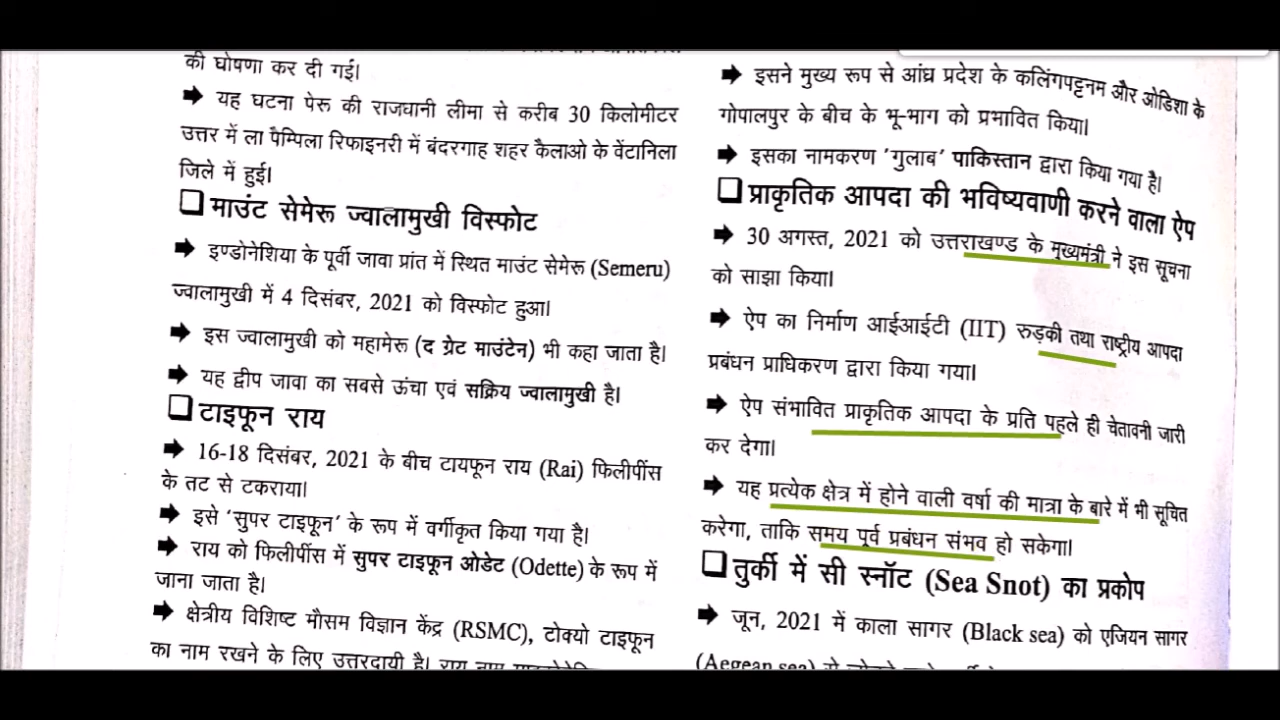 की घोषणा कर दी गई।
➡ यह घटना पेरू की राजधानी लीमा से करीब 30 किलोमीटर
उत्तर में ला पैम्पिला रिफाइनरी में बंदरगाह शहर कैलाओ के वेंटानिला
जिले में हुई।
❑ माउंट सेमेरू ज्वालामुखी विस्फोट
➡ इण्डोनेशिया के पूर्वी जावा प्रांत में स्थित माउंट सेमेरू (Semeru)
ज्वालामुखी में 4 दिसंबर, 2021 को विस्फोट हुआ।
➡ इस ज्वालामुखी को महामेरू (द ग्रेट माउंटेन) भी कहा जाता है।
➡ यह द्वीप जावा का सबसे ऊंचा एवं सक्रिय ज्वालामुखी है।
❑ टाइफून राय
➡ 16-18 दिसंबर, 2021 के बीच टायफून राय (Rai) फिलीपींस
के तट से टकराया।
➡ इसे 'सुपर टाइफून' के रूप में वर्गीकृत किया गया है।
➡ राय को फिलीपींस में सुपर टाइफून ओडेट (Odette) के रूप में
जाना जाता है।
➡ क्षेत्रीय विशिष्ट मौसम विज्ञान केंद्र (RSMC), टोक्यो टाइफून
का नाम रखने के लिए उत्तरदायी है। राय नाम
➡ इसने मुख्य रूप से आंध्र प्रदेश के कलिंगपट्टनम और ओडिशा के
गोपालपुर के बीच के भू-भाग को प्रभावित किया।
➡ इसका नामकरण 'गुलाब' पाकिस्तान द्वारा किया गया है।
❑ प्राकृतिक आपदा की भविष्यवाणी करने वाला ऐप
➡ 30 अगस्त, 2021 को उत्तराखण्ड के मुख्यमंत्री ने इस सूचना
को साझा किया।
➡ ऐप का निर्माण आईआईटी (IIT) रुड़की तथा राष्ट्रीय आपदा
प्रबंधन प्राधिकरण द्वारा किया गया।
➡ ऐप संभावित प्राकृतिक आपदा के प्रति पहले ही चेतावनी जारी
कर देगा।
➡ यह प्रत्येक क्षेत्र में होने वाली वर्षा की मात्रा के बारे में भी सूचित
करेगा, ताकि समय पूर्व प्रबंधन संभव हो सकेगा।
❑ तुर्की में सी स्नॉट (Sea Snot) का प्रकोप
➡ जून, 2021 में काला सागर (Black sea) को एजियन सागर
(Aegean sea) से